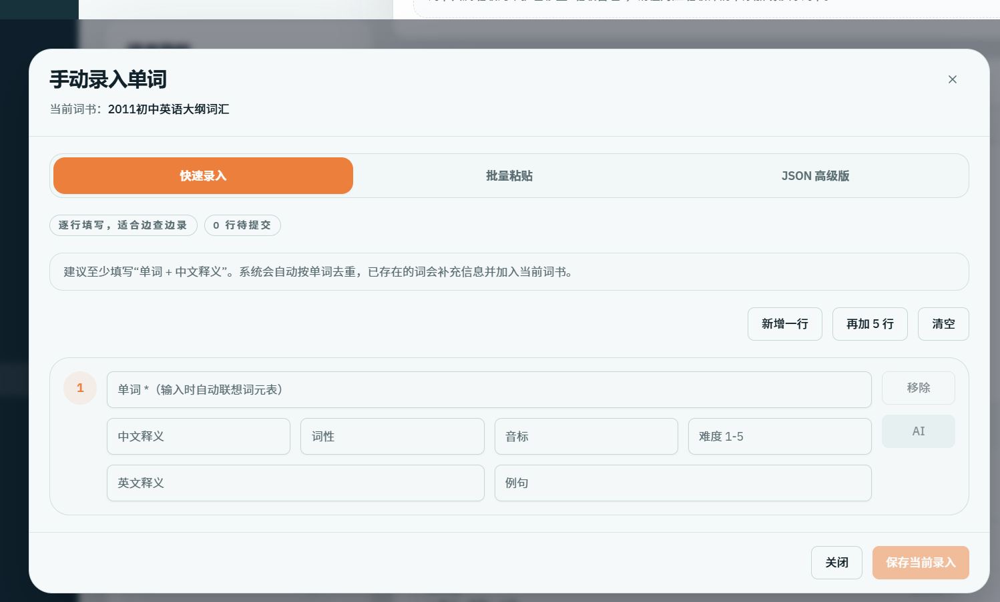 手动录入单词
当前词书：2011初中英语大纲词汇
快速录入
批量粘贴
JSON 高级版
逐行填写，适合边查边录
0 行待提交
建议至少填写“单词 + 中文释义”。系统会自动按单词去重，已存在的词会补充信息并加入当前词书。
新增一行
再加 5 行
清空
1
单词 *（输入时自动联想词元表）
移除
中文释义
词性
音标
难度 1-5
AI
英文释义
例句
关闭
保存当前录入